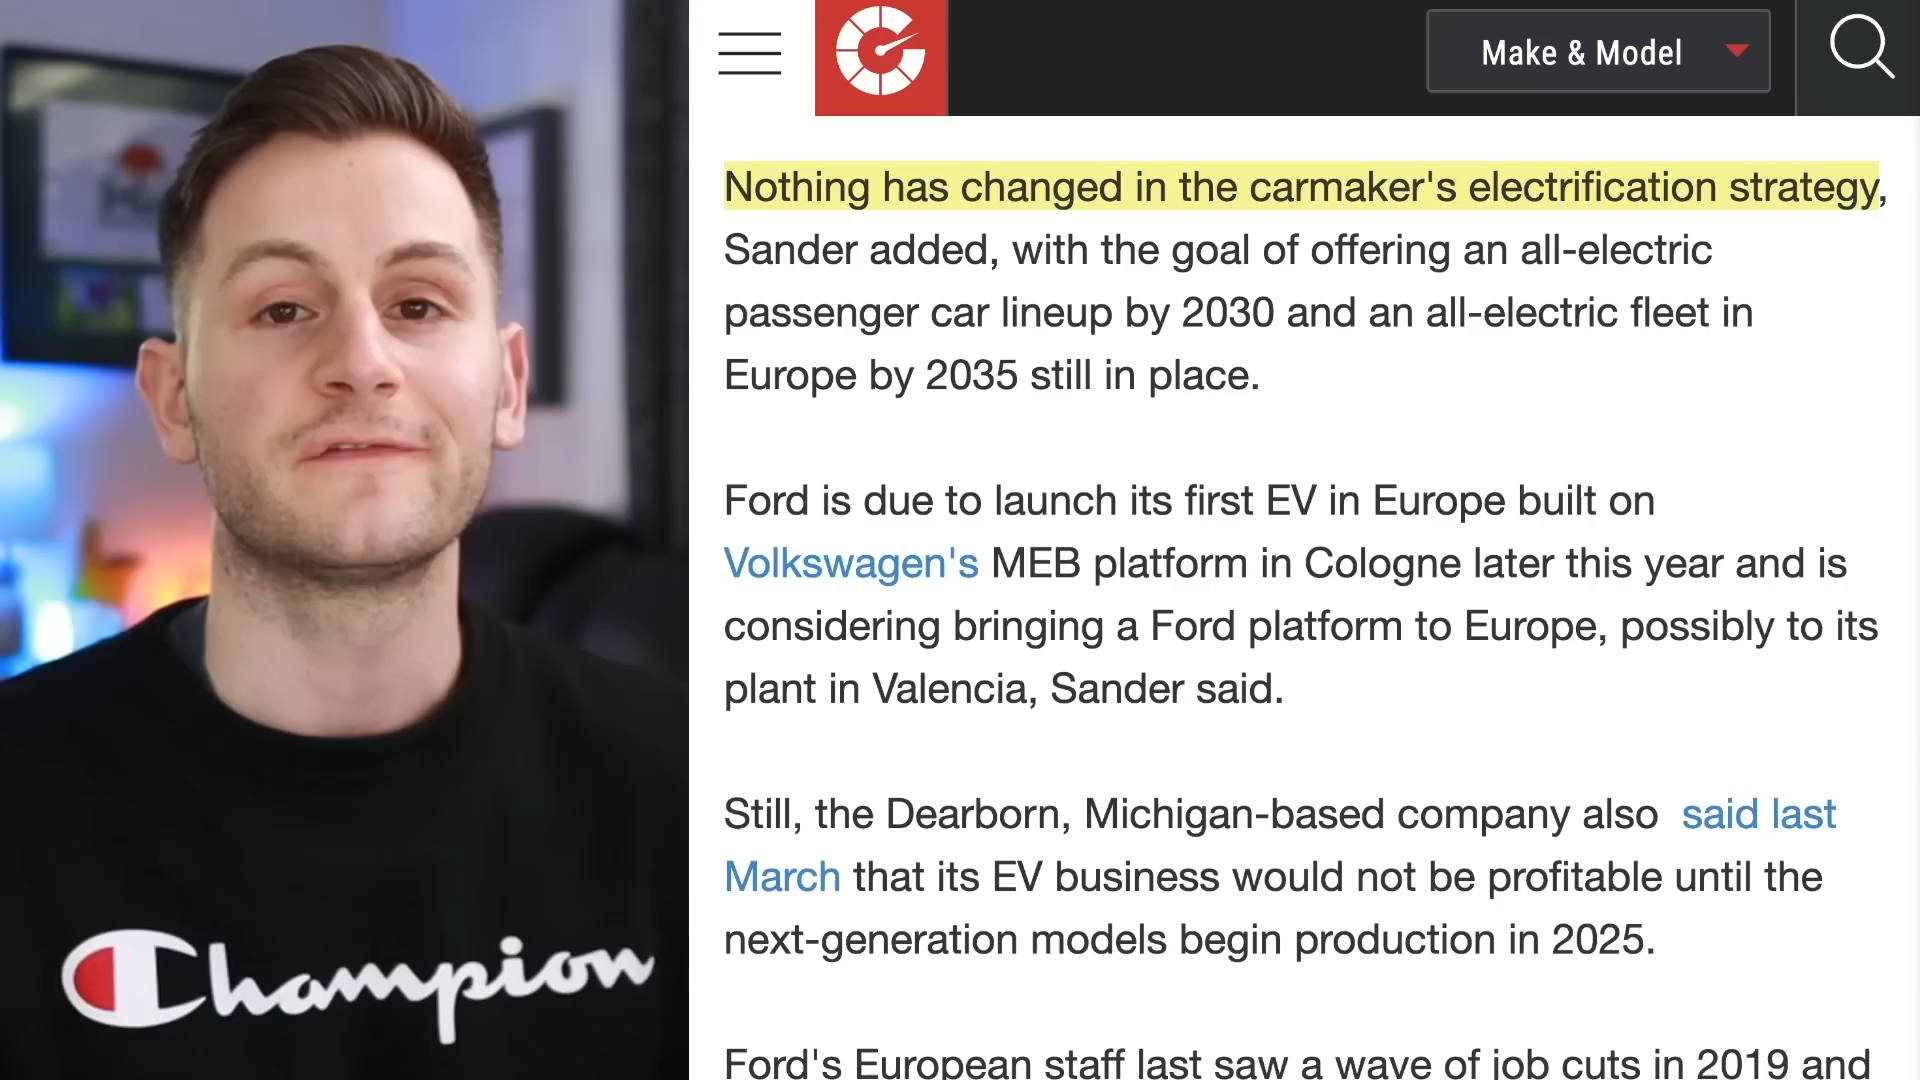 Make & Model
Nothing has changed in the carmaker's electrification strategy,
Sander added, with the goal of offering an all-electric
passenger car lineup by 2030 and an all-electric fleet in
Europe by 2035 still in place.
Ford is due to launch its first EV in Europe built on
Volkswagen's MEB platform in Cologne later this year and is
considering bringing a Ford platform to Europe, possibly to its
plant in Valencia, Sander said.
Still, the Dearborn, Michigan-based company also said last
March that its EV business would not be profitable until the
next-generation models begin production in 2025.
Ford's European staff last saw a wave of job cuts in 2019 and
Champion